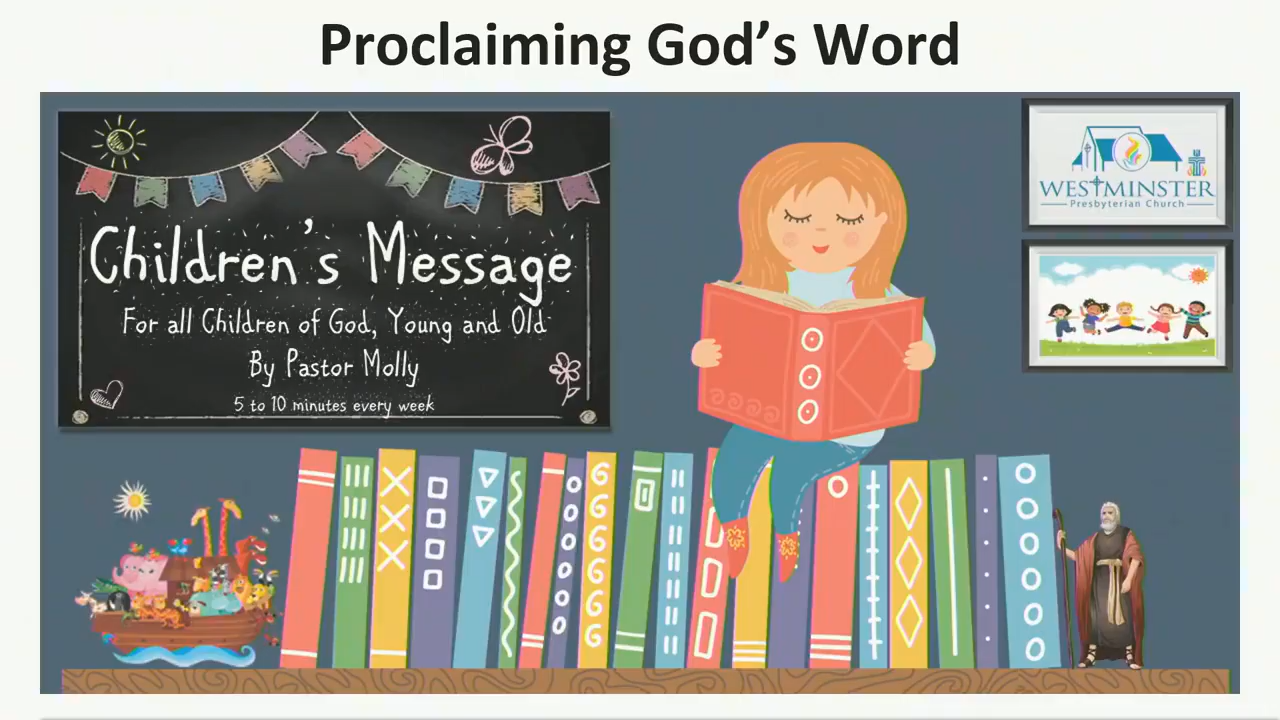 Proclaiming God’s Word
Children's Message
For all Children of God, Young and Old
By Pastor Molly
5 to 10 minutes every week
WESTMINSTER
Presbyterian Church